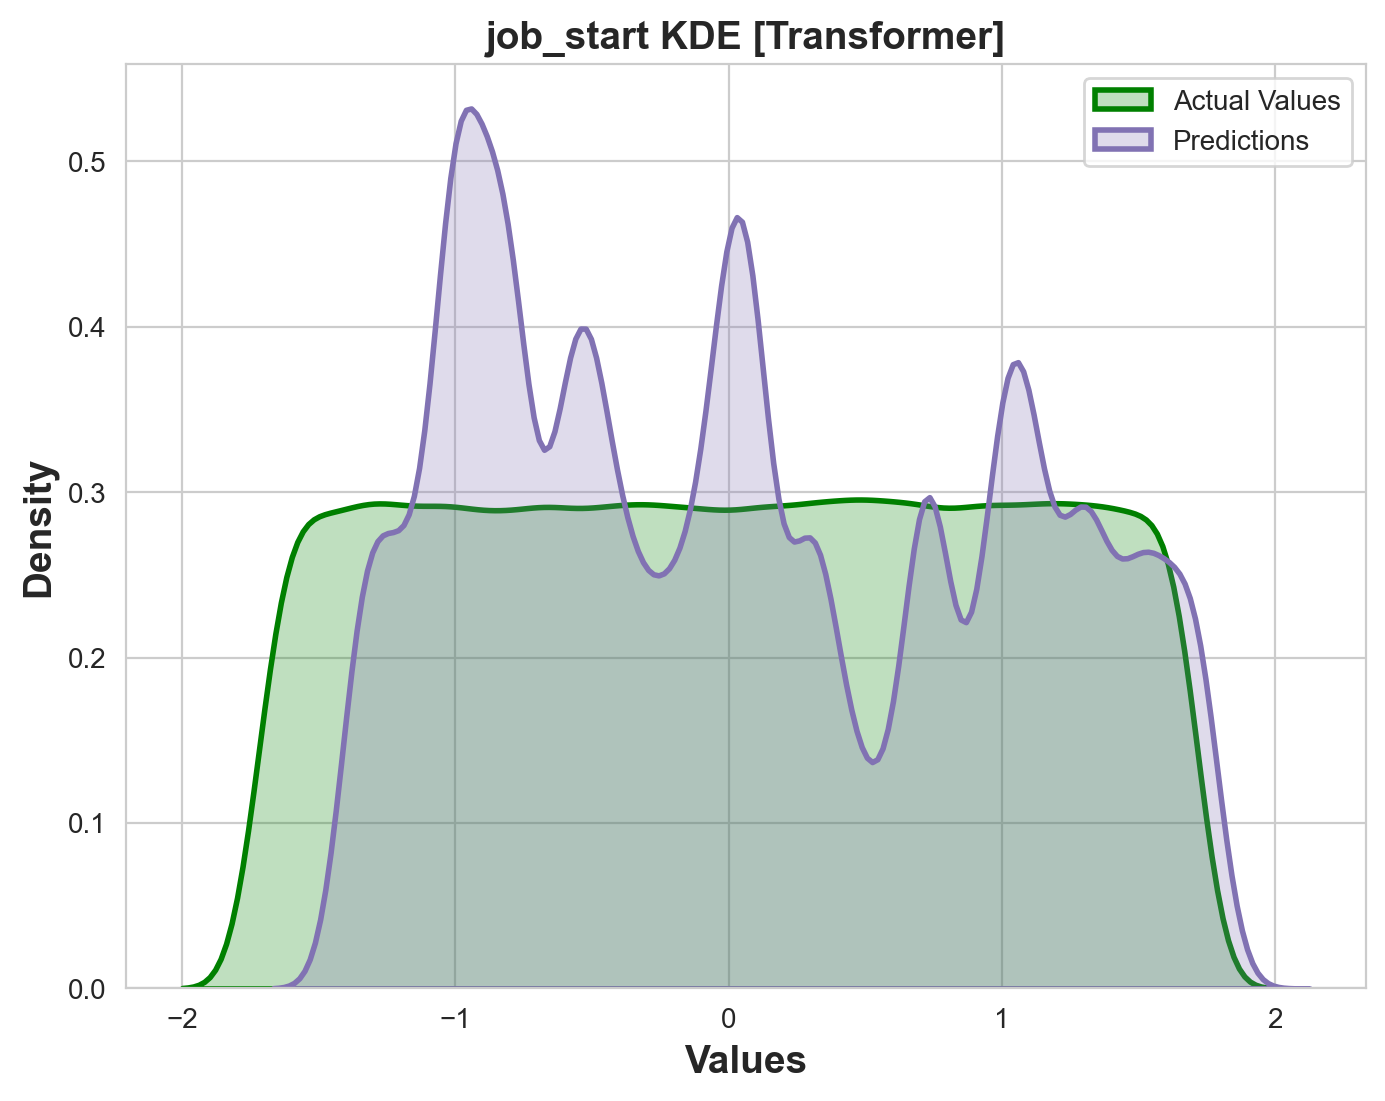 job_start KDE [Transformer]
Actual Values
Predictions
Density
0.5
0.4
0.3
0.2
0.1
0.0
−2
−1
0
1
2
Values